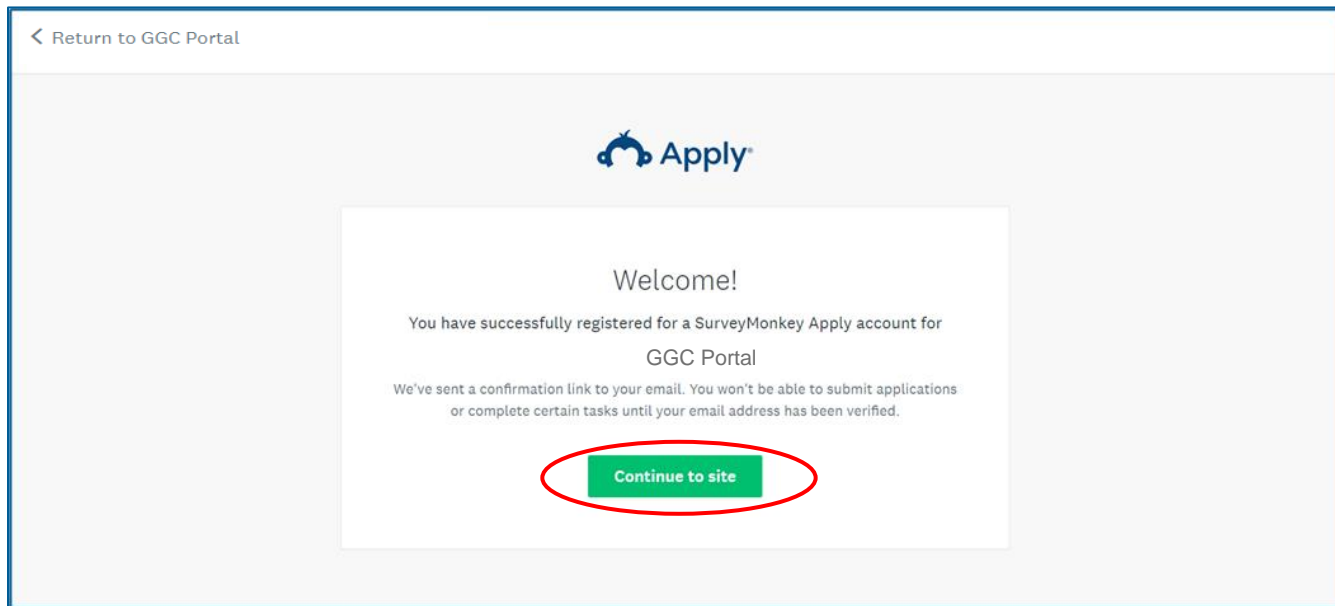 Return to GGC Portal
Apply®
Welcome!
You have successfully registered for a SurveyMonkey Apply account for
GGC Portal
We've sent a confirmation link to your email. You won't be able to submit applications
or complete certain tasks until your email address has been verified.
Continue to site